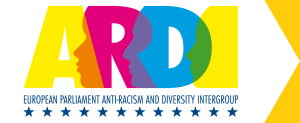 ARDI
EUROPEAN PARLIAMENT ANTI-RACISM AND DIVERSITY INTERGROUP